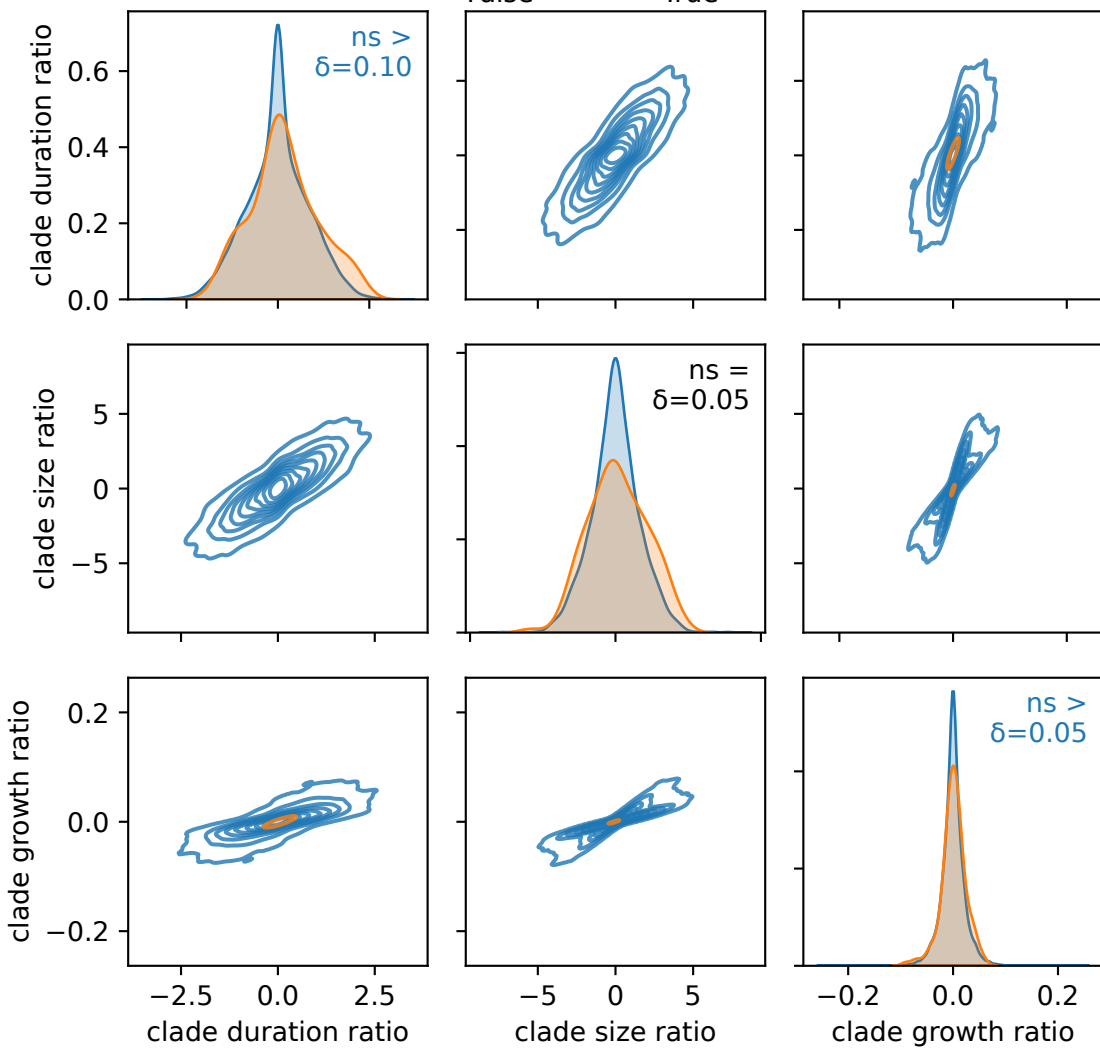 clade duration ratio
0.6
0.4
0.2
0.0
ns >
δ=0.10
clade size ratio
5
0
−5
ns =
δ=0.05
clade growth ratio
0.2
0.0
−0.2
ns >
δ=0.05
−2.5 0.0 2.5
−5 0 5
−0.2 0.0 0.2
clade duration ratio
clade size ratio
clade growth ratio